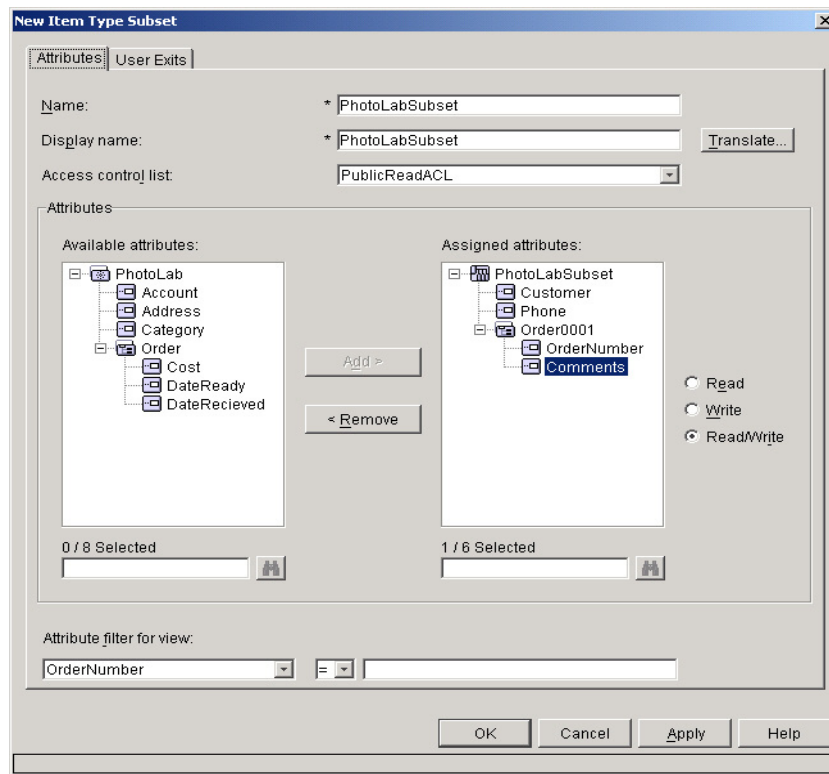 New Item Type Subset
Attributes User Exits
Name: * PhotoLabSubset
Display name: * PhotoLabSubset Translate...
Access control list: PublicReadACL
Attributes
Available attributes: Assigned attributes:
PhotoLab PhotoLabSubset
Account Customer
Address Phone
Category Order0001
Order OrderNumber
Cost Comments
DateReady
DateRecieved
Add >
< Remove
Read
Write
Read/Write
0 / 8 Selected 1 / 6 Selected
Attribute filter for view:
OrderNumber =
OK Cancel Apply Help